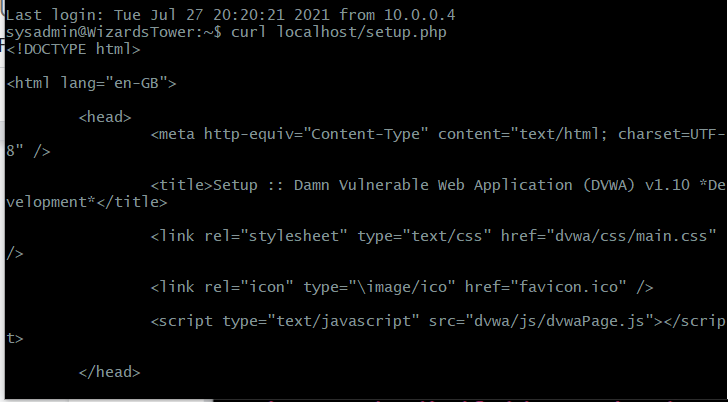 Last login: Tue Jul 27 20:20:21 2021 from 10.0.0.4
sysadmin@WizardsTower:~$ curl localhost/setup.php
<!DOCTYPE html>
<html lang="en-GB">
<head>
<meta http-equiv="Content-Type" content="text/html; charset=UTF-
8" />
<title>Setup :: Damn Vulnerable Web Application (DVWA) v1.10 *De
velopment*</title>
<link rel="stylesheet" type="text/css" href="dvwa/css/main.css"
/>
<link rel="icon" type="\image/ico" href="favicon.ico" />
<script type="text/javascript" src="dvwa/js/dvwaPage.js"></scrip
t>
</head>